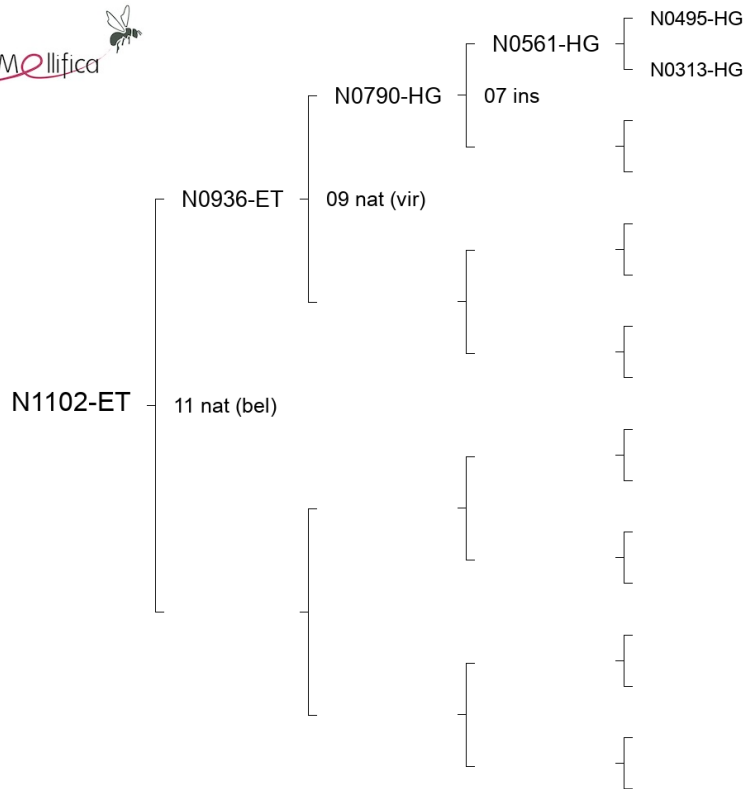 Mellifica
N0495-HG
N0561-HG
N0313-HG
N0790-HG
07 ins
N0936-ET
09 nat (vir)
N1102-ET
11 nat (bel)